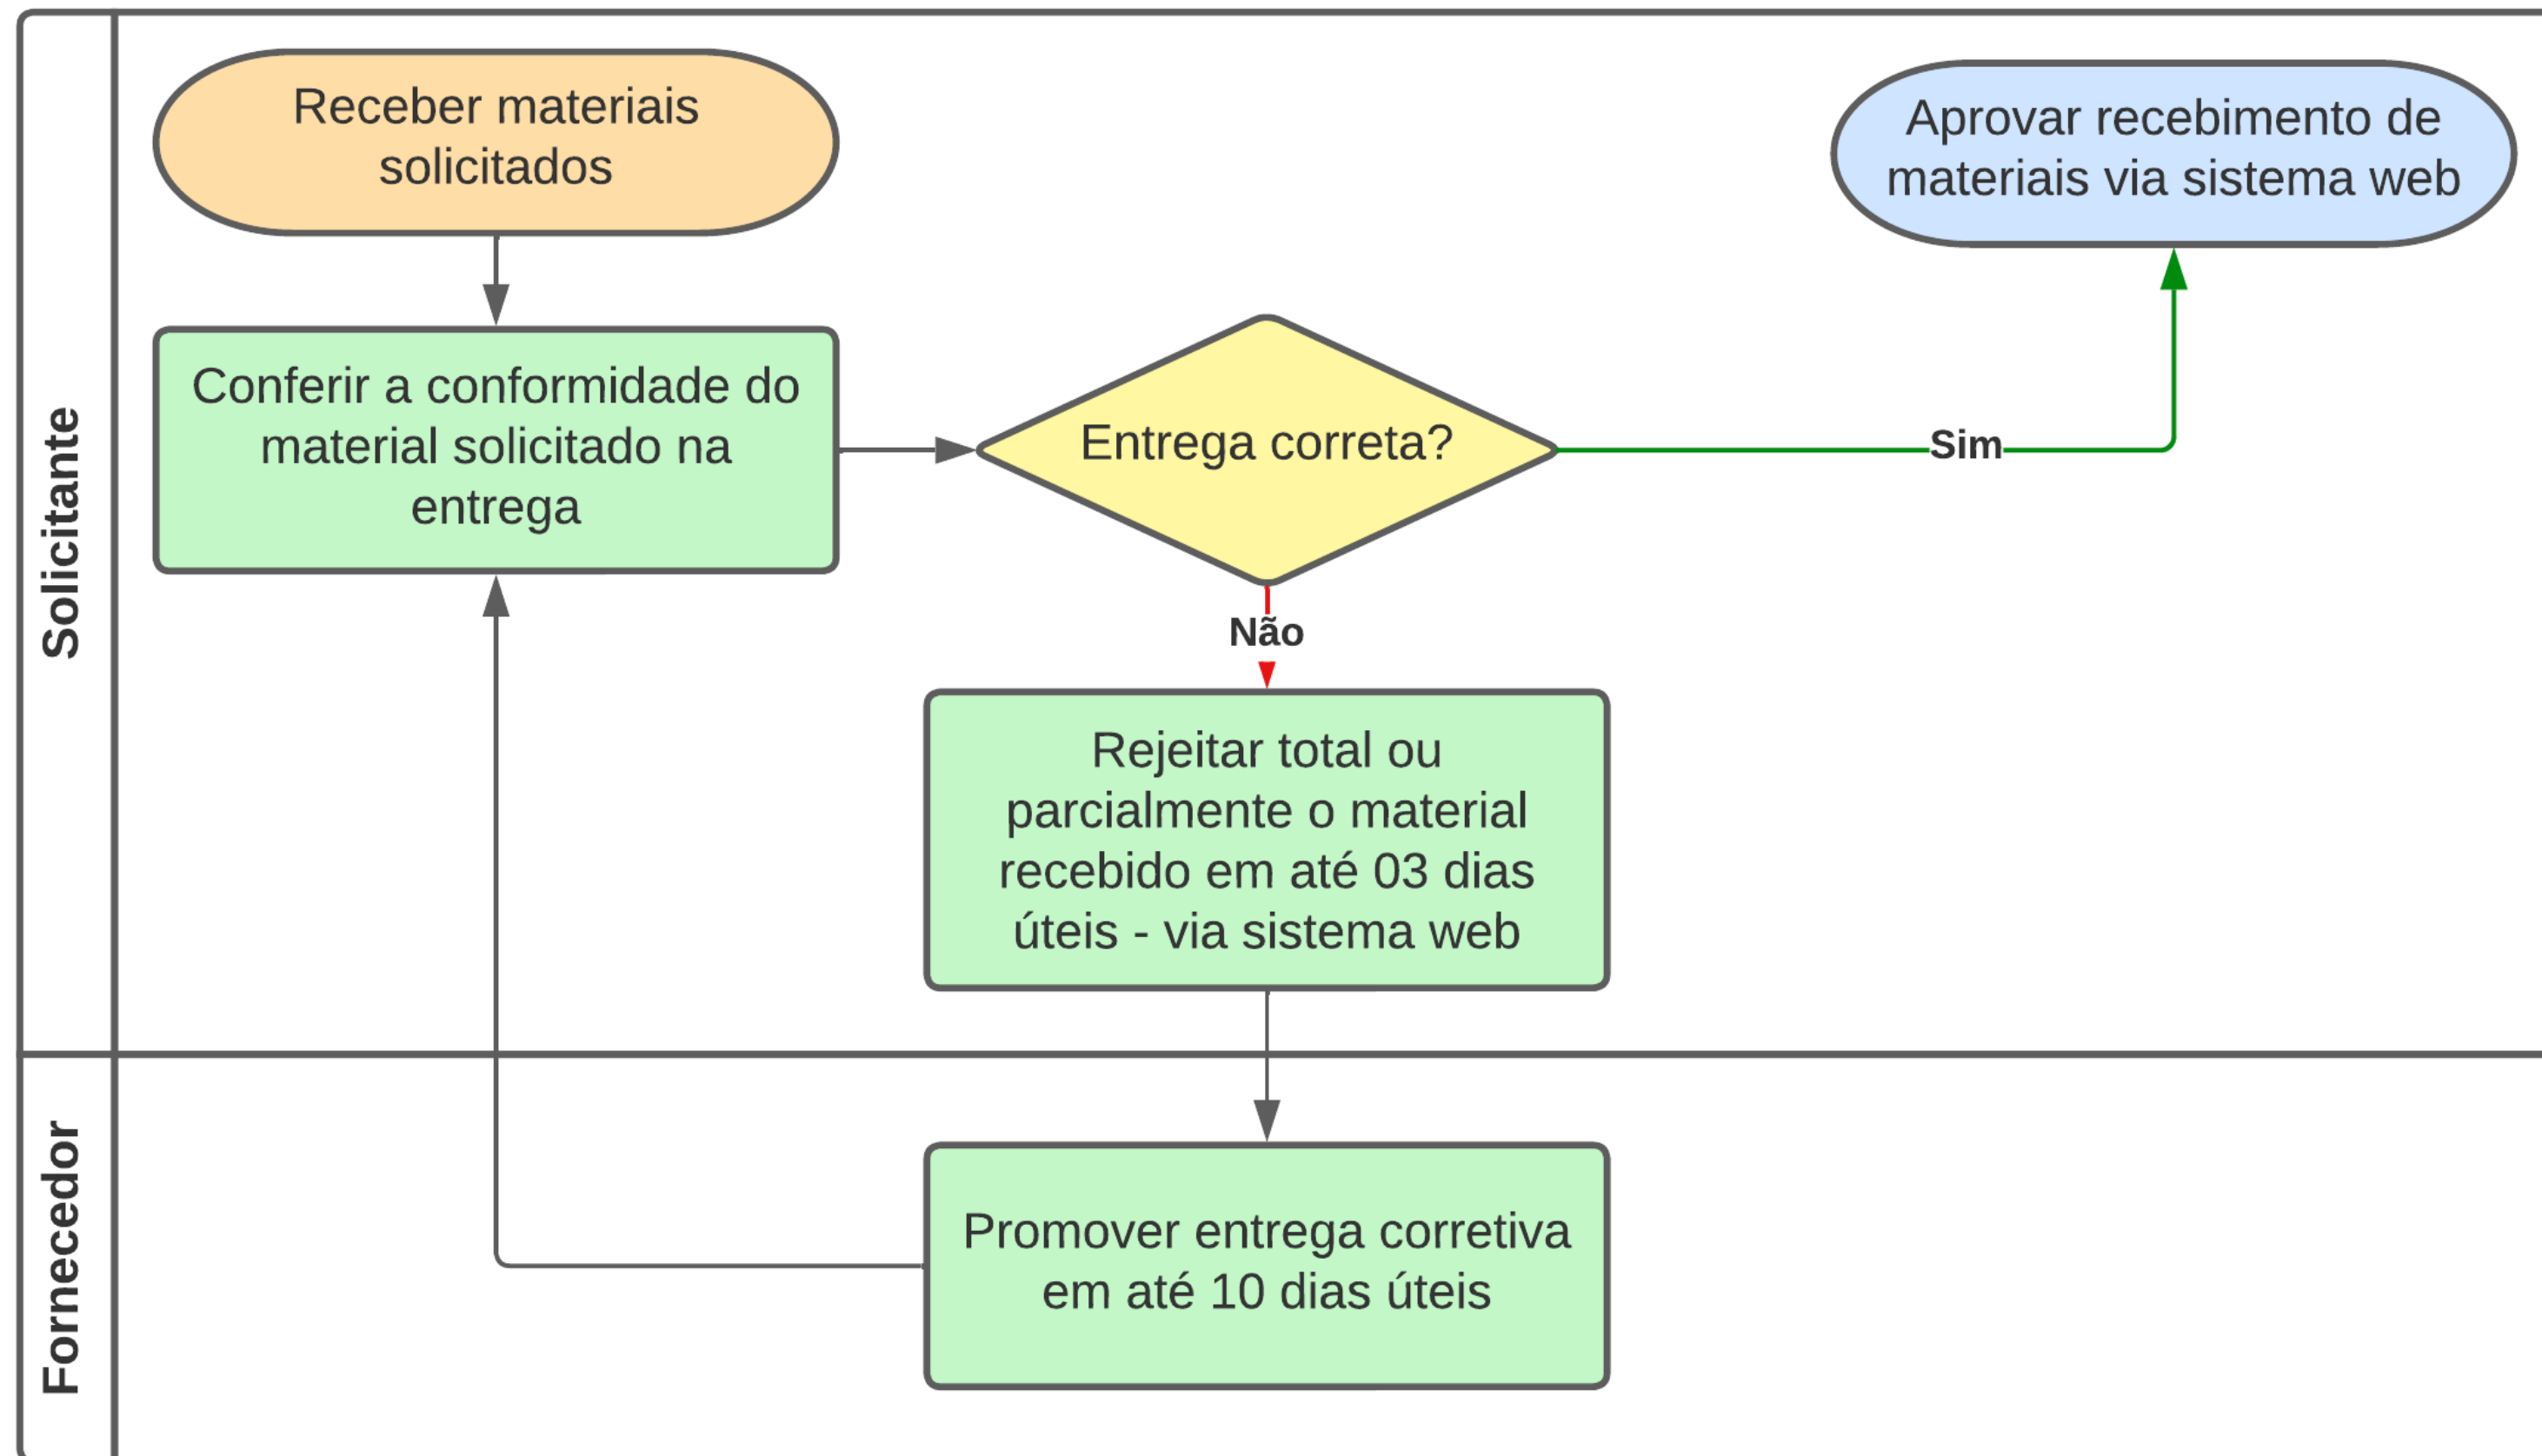 Solicitante
Receber materiais
solicitados
Aprovar recebimento de
materiais via sistema web
Conferir a conformidade do
material solicitado na
entrega
Entrega correta?
Sim
Não
Rejeitar total ou
parcialmente o material
recebido em até 03 dias
úteis - via sistema web
Fornecedor
Promover entrega corretiva
em até 10 dias úteis